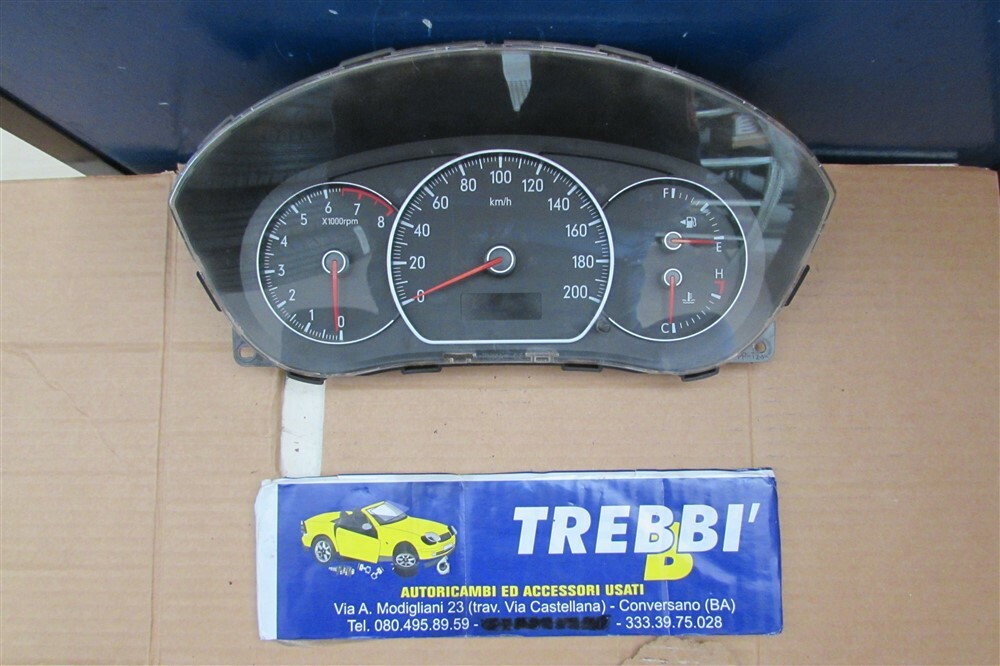 80 100 120
60 140
40 160
20 180
0 200
km/h
6 7
5 8
X1000rpm
4
3
2
1 0
F
E
H
C
TREBBI'
B
AUTORICAMBI ED ACCESSORI USATI
Via A. Modigliani 23 (trav. Via Castellana) - Conversano (BA)
Tel. 080.495.89.59 - - 333.39.75.028